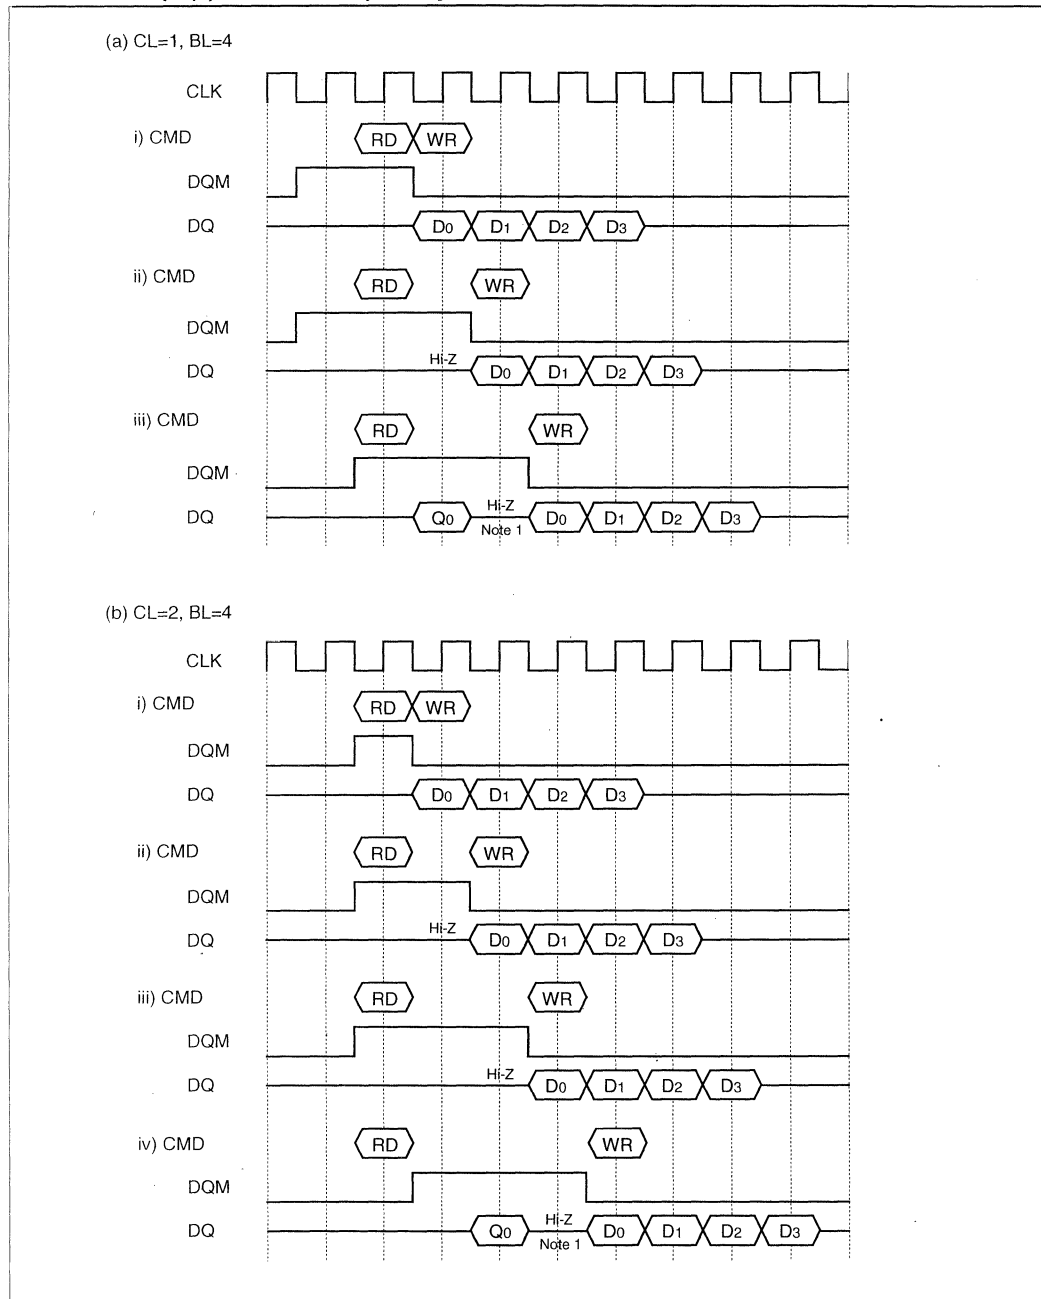 (a) CL=1, BL=4
CLK
i) CMD RD WR
DQM
DQ D0 D1 D2 D3
ii) CMD RD WR
DQM
Hi-Z
DQ D0 D1 D2 D3
iii) CMD RD WR
DQM
Hi-Z
DQ Q0 D0 D1 D2 D3
Note 1
(b) CL=2, BL=4
CLK
i) CMD RD WR
DQM
DQ D0 D1 D2 D3
ii) CMD RD WR
DQM
Hi-Z
DQ D0 D1 D2 D3
iii) CMD RD WR
DQM
Hi-Z
DQ D0 D1 D2 D3
iv) CMD RD WR
DQM
Hi-Z
DQ Q0 D0 D1 D2 D3
Note 1